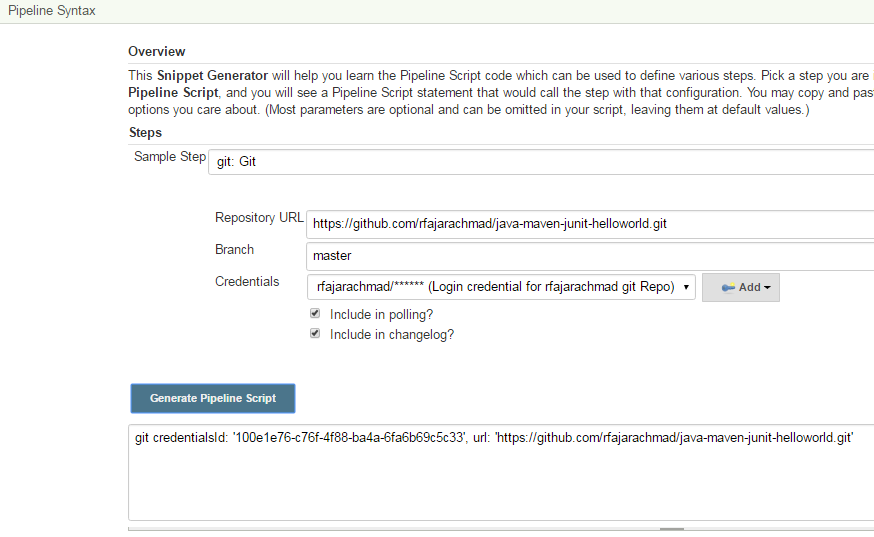 Pipeline Syntax
Overview
This Snippet Generator will help you learn the Pipeline Script code which can be used to define various steps. Pick a step you are
Pipeline Script, and you will see a Pipeline Script statement that would call the step with that configuration. You may copy and pas
options you care about. (Most parameters are optional and can be omitted in your script, leaving them at default values.)
Steps
Sample Step git: Git
Repository URL https://github.com/rfajarachmad/java-maven-junit-helloworld.git
Branch master
Credentials rfajarachmad/****** (Login credential for rfajarachmad git Repo) Add
Include in polling?
Include in changelog?
Generate Pipeline Script
git credentialsId: '100e1e76-c76f-4f88-ba4a-6fa6b69c5c33', url: 'https://github.com/rfajarachmad/java-maven-junit-helloworld.git'